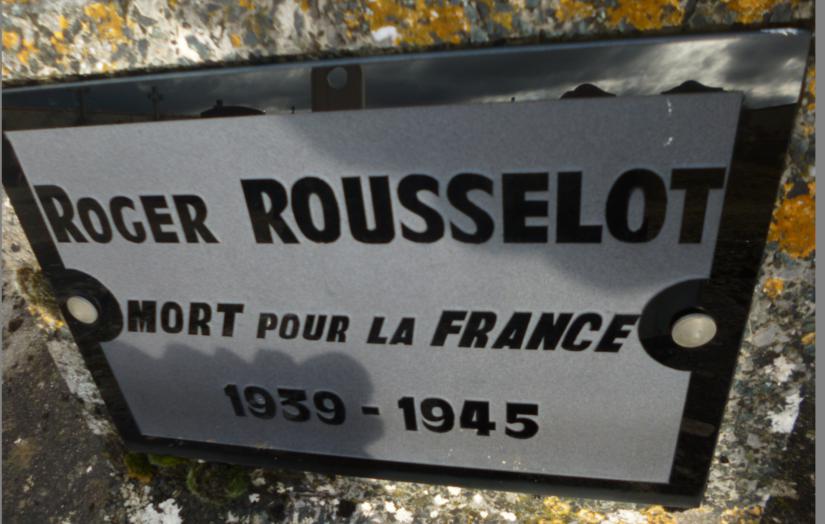 ROGER ROUSSELOT
MORT POUR LA FRANCE
1939 - 1945